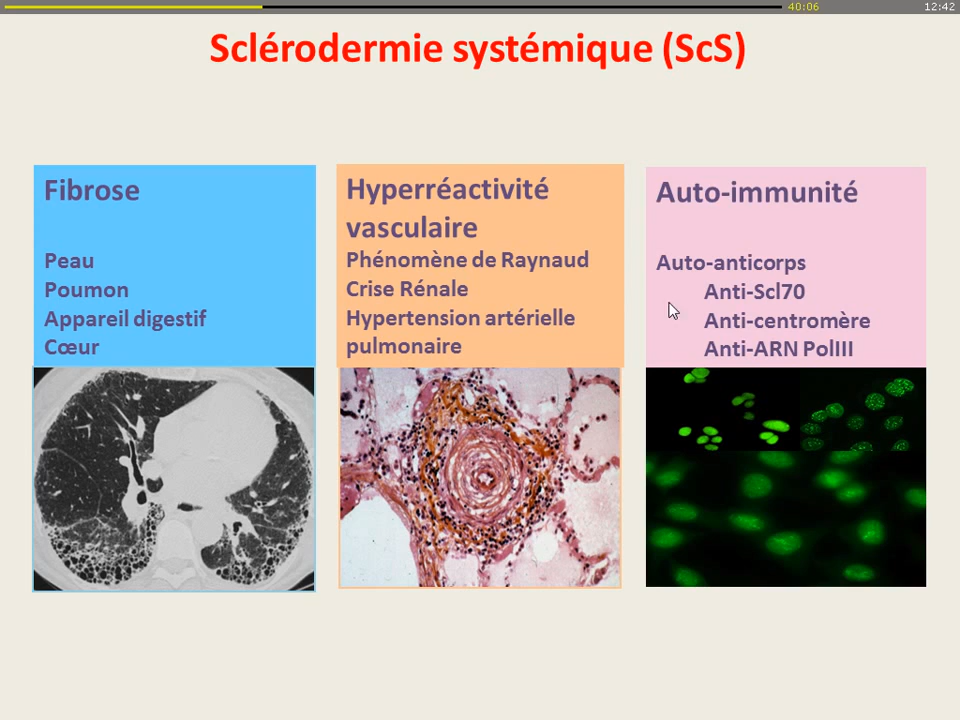 40:06
12:42
Sclérodermie systémique (ScS)
Fibrose
Peau
Poumon
Appareil digestif
Cœur
Hyperréactivité
vasculaire
Phénomène de Raynaud
Crise Rénale
Hypertension artérielle
pulmonaire
Auto-immunité
Auto-anticorps
Anti-Scl70
Anti-centromère
Anti-ARN PolIII